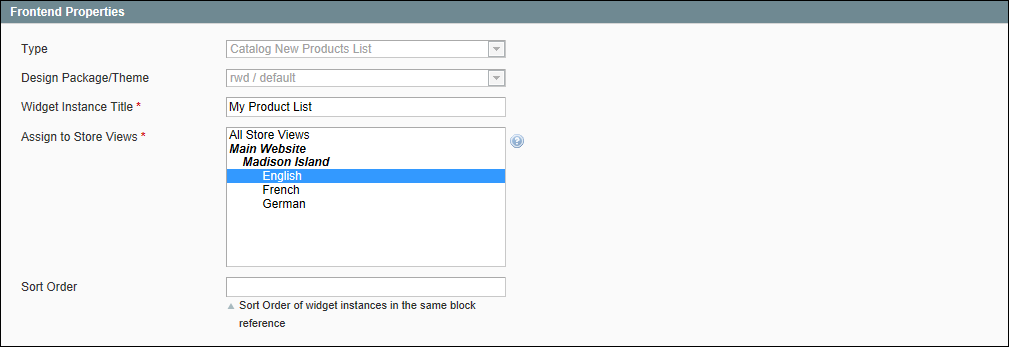 Frontend Properties
Type
Catalog New Products List
Design Package/Theme
rwd / default
Widget Instance Title *
My Product List
Assign to Store Views *
All Store Views
Main Website
Madison Island
English
French
German
Sort Order
Sort Order of widget instances in the same block
reference